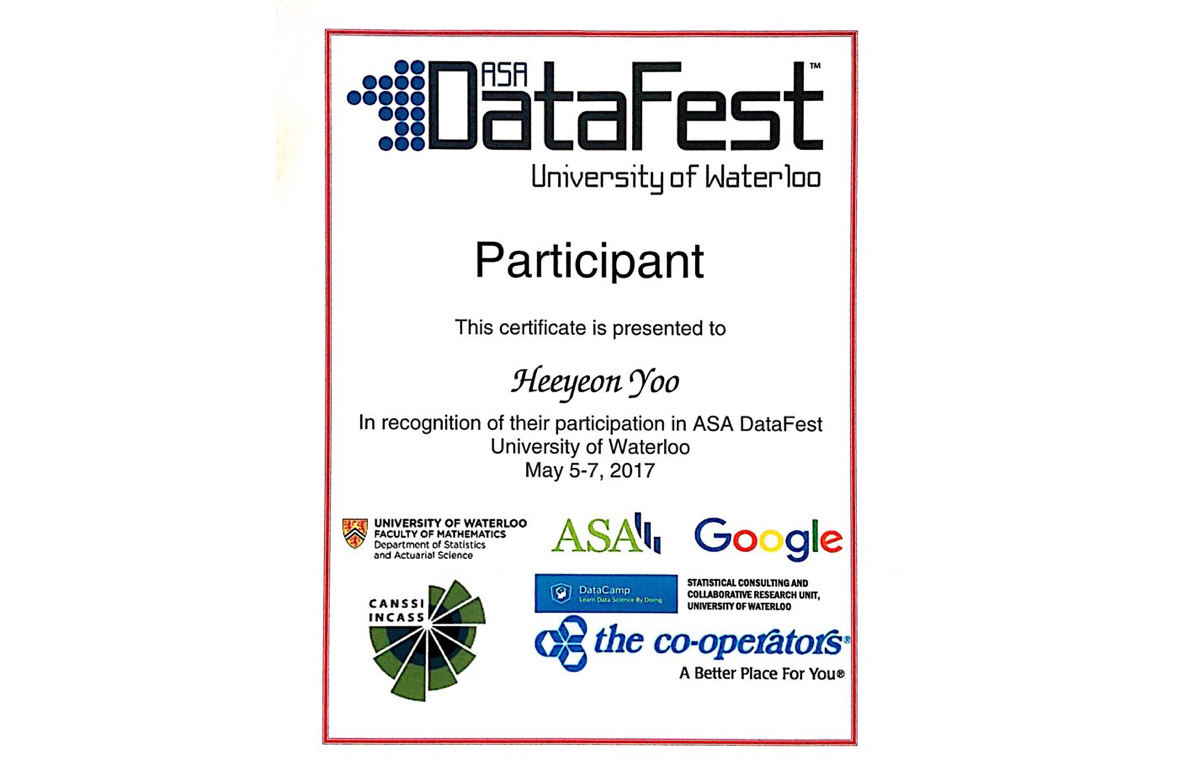 ASA
DataFest™
University of Waterloo
Participant
This certificate is presented to
Heeyeon Yoo
In recognition of their participation in ASA DataFest
University of Waterloo
May 5-7, 2017
UNIVERSITY OF WATERLOO
FACULTY OF MATHEMATICS
Department of Statistics
and Actuarial Science
ASA
Google
CANSSI
INCASS
DataCamp
Learn Data Science By Doing
STATISTICAL CONSULTING AND
COLLABORATIVE RESEARCH UNIT,
UNIVERSITY OF WATERLOO
the co-operators®
A Better Place For You®